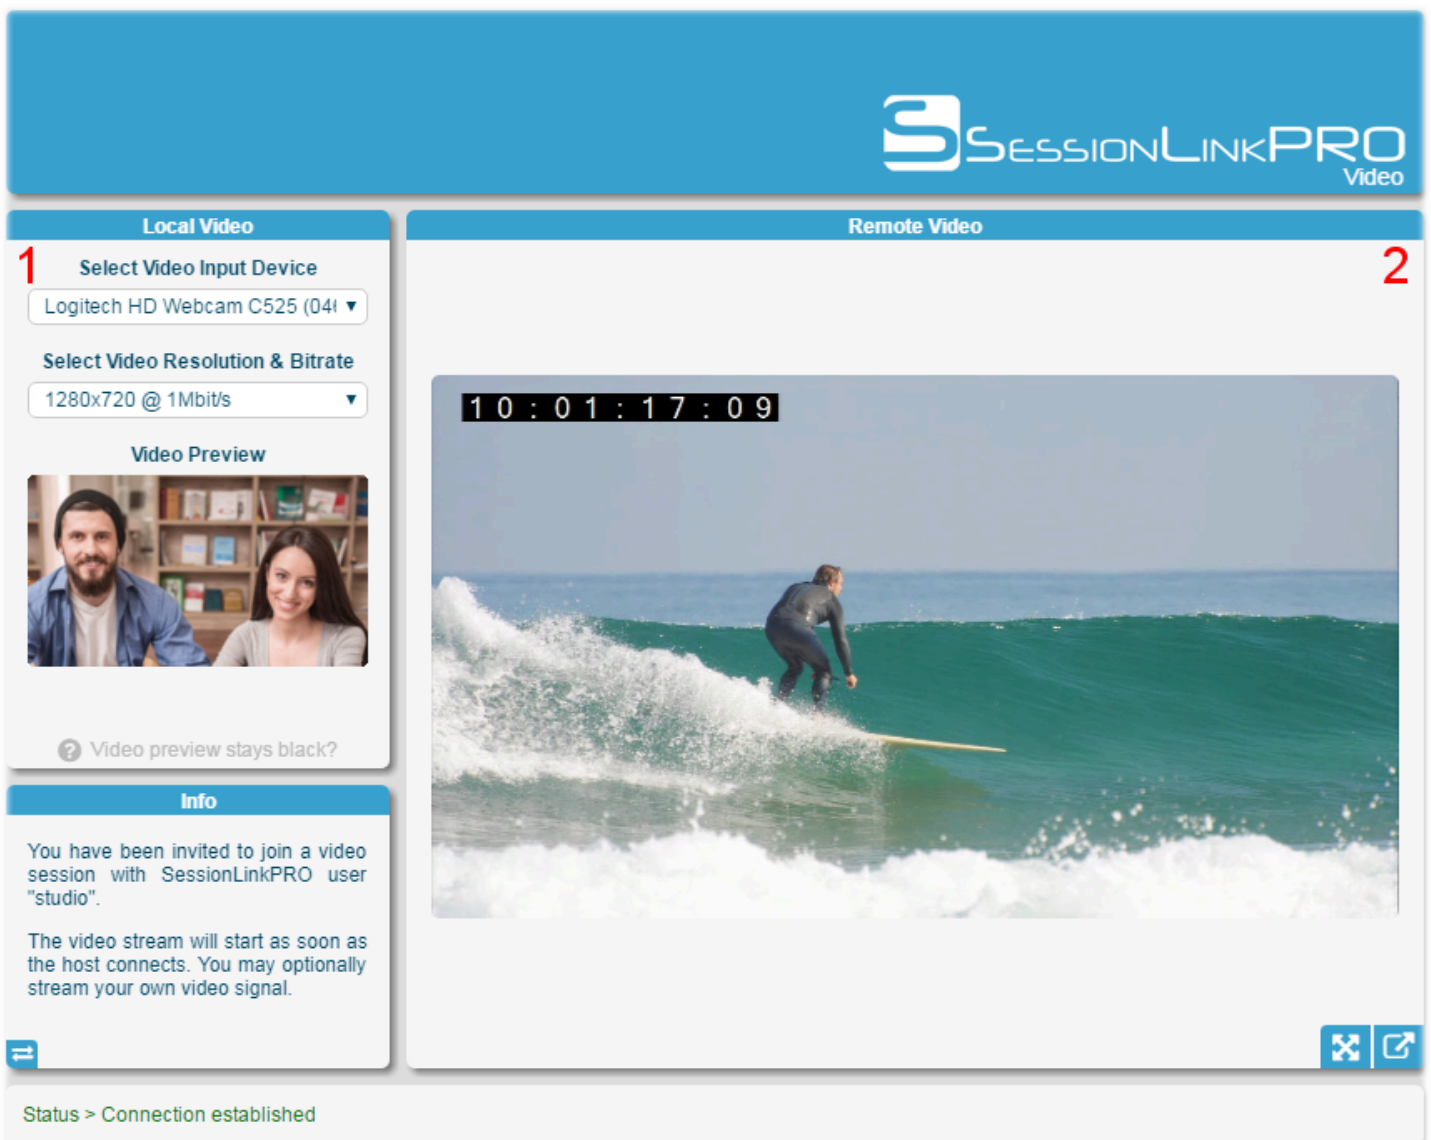 SESSIONLINKPRO
Video
Local Video
1
Select Video Input Device
Logitech HD Webcam C525 (04
Select Video Resolution & Bitrate
1280x720 @ 1Mbit/s
Video Preview
? Video preview stays black?
Info
You have been invited to join a video
session with SessionLinkPRO user
"studio".
The video stream will start as soon as
the host connects. You may optionally
stream your own video signal.
Remote Video
2
10:01:17:09
Status > Connection established